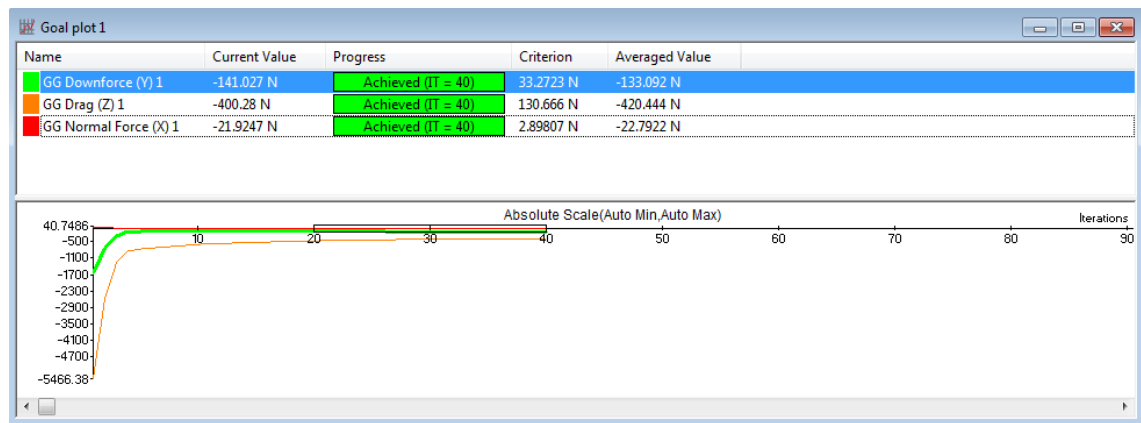 Goal plot 1
Name Current Value Progress Criterion Averaged Value
GG Downforce (Y) 1 -141.027 N Achieved (IT = 40) 33.2723 N -133.092 N
GG Drag (Z) 1 -400.28 N Achieved (IT = 40) 130.666 N -420.444 N
GG Normal Force (X) 1 -21.9247 N Achieved (IT = 40) 2.89807 N -22.7922 N
Absolute Scale(Auto Min,Auto Max)
Iterations
40.7486
-500 10 20 30 40 50 60 70 80 90
-1100
-1700
-2300
-2900
-3500
-4100
-4700
-5466.38